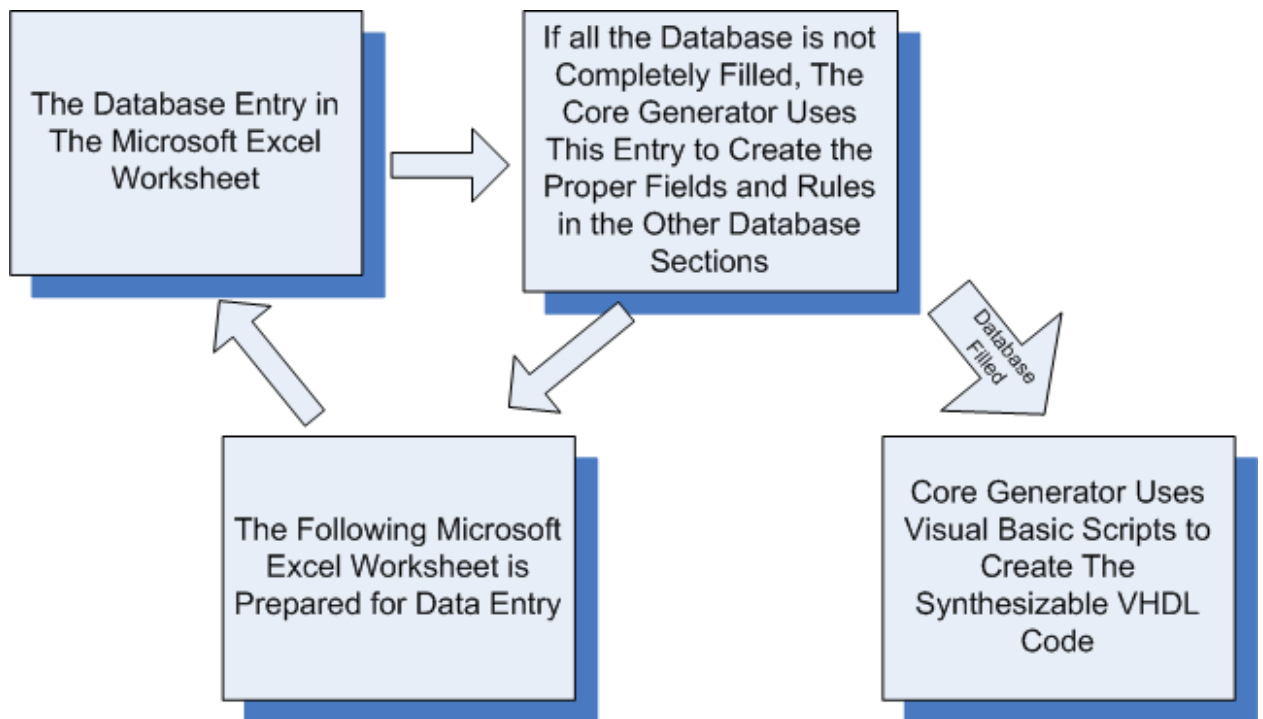 The Database Entry in
The Microsoft Excel
Worksheet
If all the Database is not
Completely Filled, The
Core Generator Uses
This Entry to Create the
Proper Fields and Rules
in the Other Database
Sections
Database
Filled
The Following Microsoft
Excel Worksheet is
Prepared for Data Entry
Core Generator Uses
Visual Basic Scripts to
Create The
Synthesizable VHDL
Code